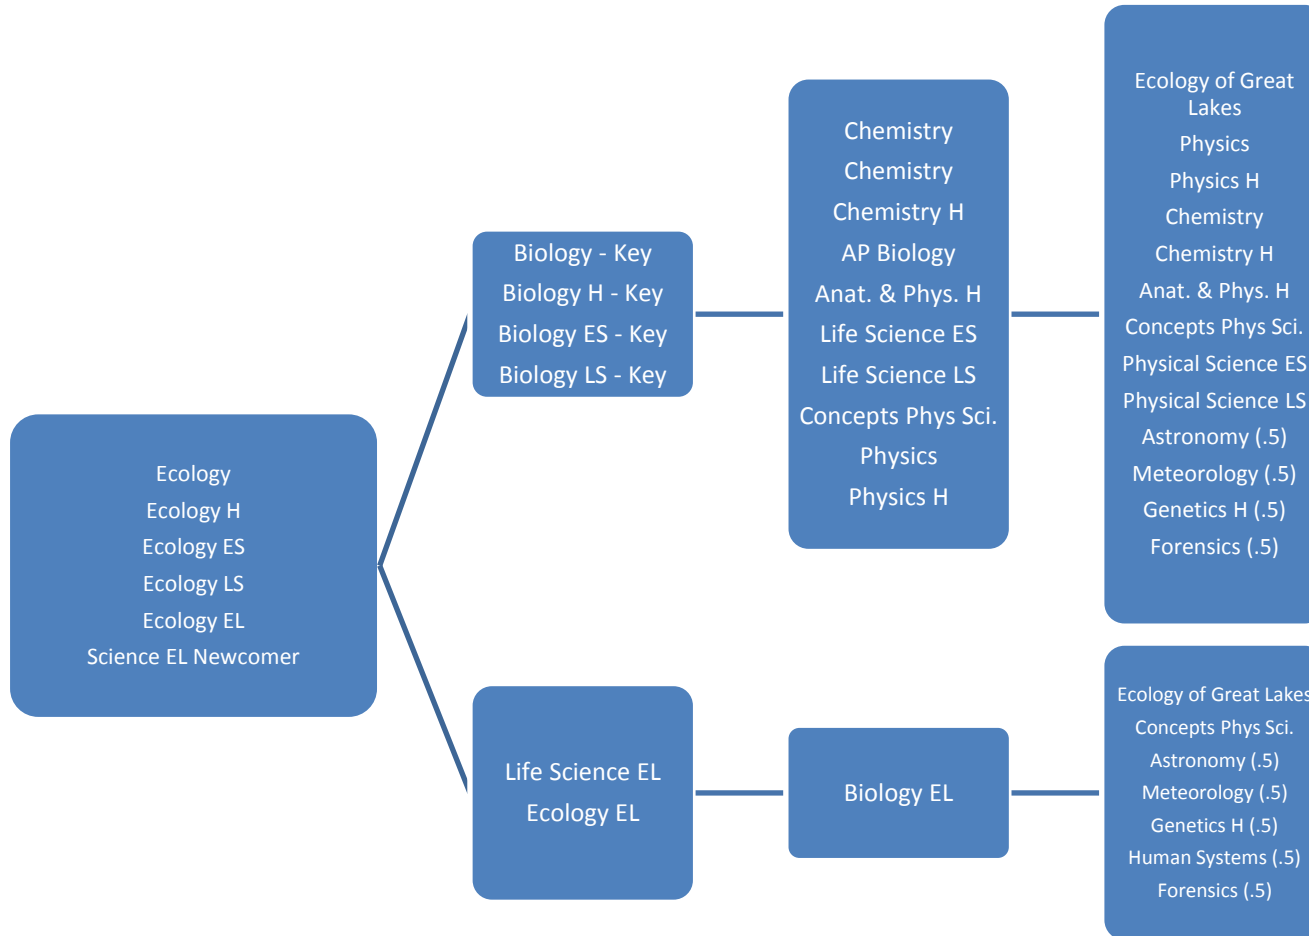 Ecology
Ecology H
Ecology ES
Ecology LS
Ecology EL
Science EL Newcomer
Biology - Key
Biology H - Key
Biology ES - Key
Biology LS - Key
Chemistry
Chemistry
Chemistry H
AP Biology
Anat. & Phys. H
Life Science ES
Life Science LS
Concepts Phys Sci.
Physics
Physics H
Ecology of Great
Lakes
Physics
Physics H
Chemistry
Chemistry H
Anat. & Phys. H
Concepts Phys Sci.
Physical Science ES
Physical Science LS
Astronomy (.5)
Meteorology (.5)
Genetics H (.5)
Forensics (.5)
Life Science EL
Ecology EL
Biology EL
Ecology of Great Lakes
Concepts Phys Sci.
Astronomy (.5)
Meteorology (.5)
Genetics H (.5)
Human Systems (.5)
Forensics (.5)